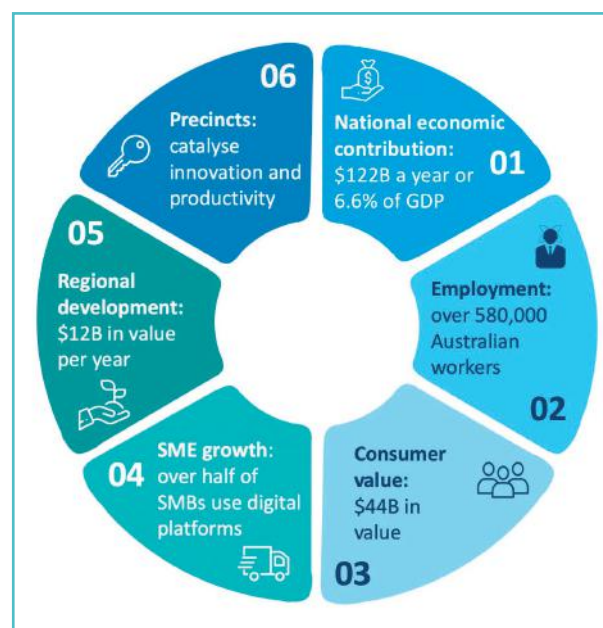 01
National economic
contribution:
$122B a year or
6.6% of GDP
Employment:
over 580,000
Australian
workers
02
Consumer
value:
$44B in
value
03
04
SME growth:
over half of
SMBs use digital
platforms
05
Regional
development:
$12B in value
per year
06
Precincts:
catalyse
innovation and
productivity
$